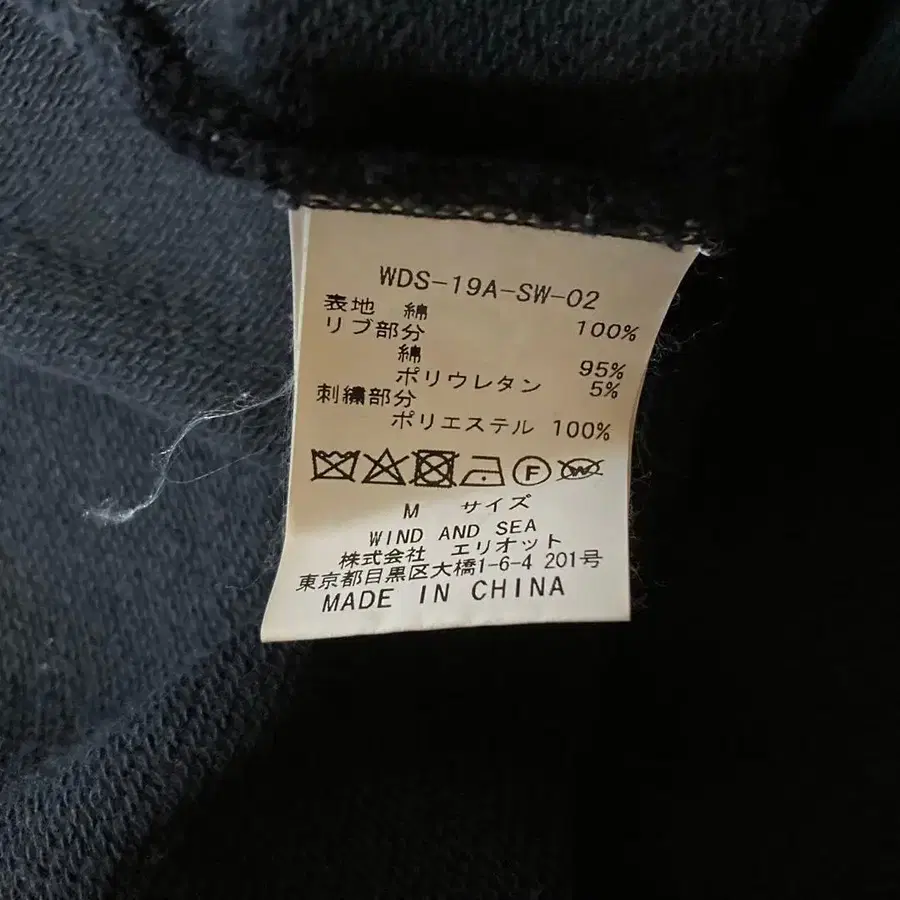 WDS-19A-SW-02
表地 綿 100%
リブ部分
綿 95%
ポリウレタン 5%
刺繍部分
ポリエステル 100%
F W
M サイズ
WIND AND SEA
株式会社 エリオット
東京都目黒区大橋1-6-4 201号
MADE IN CHINA